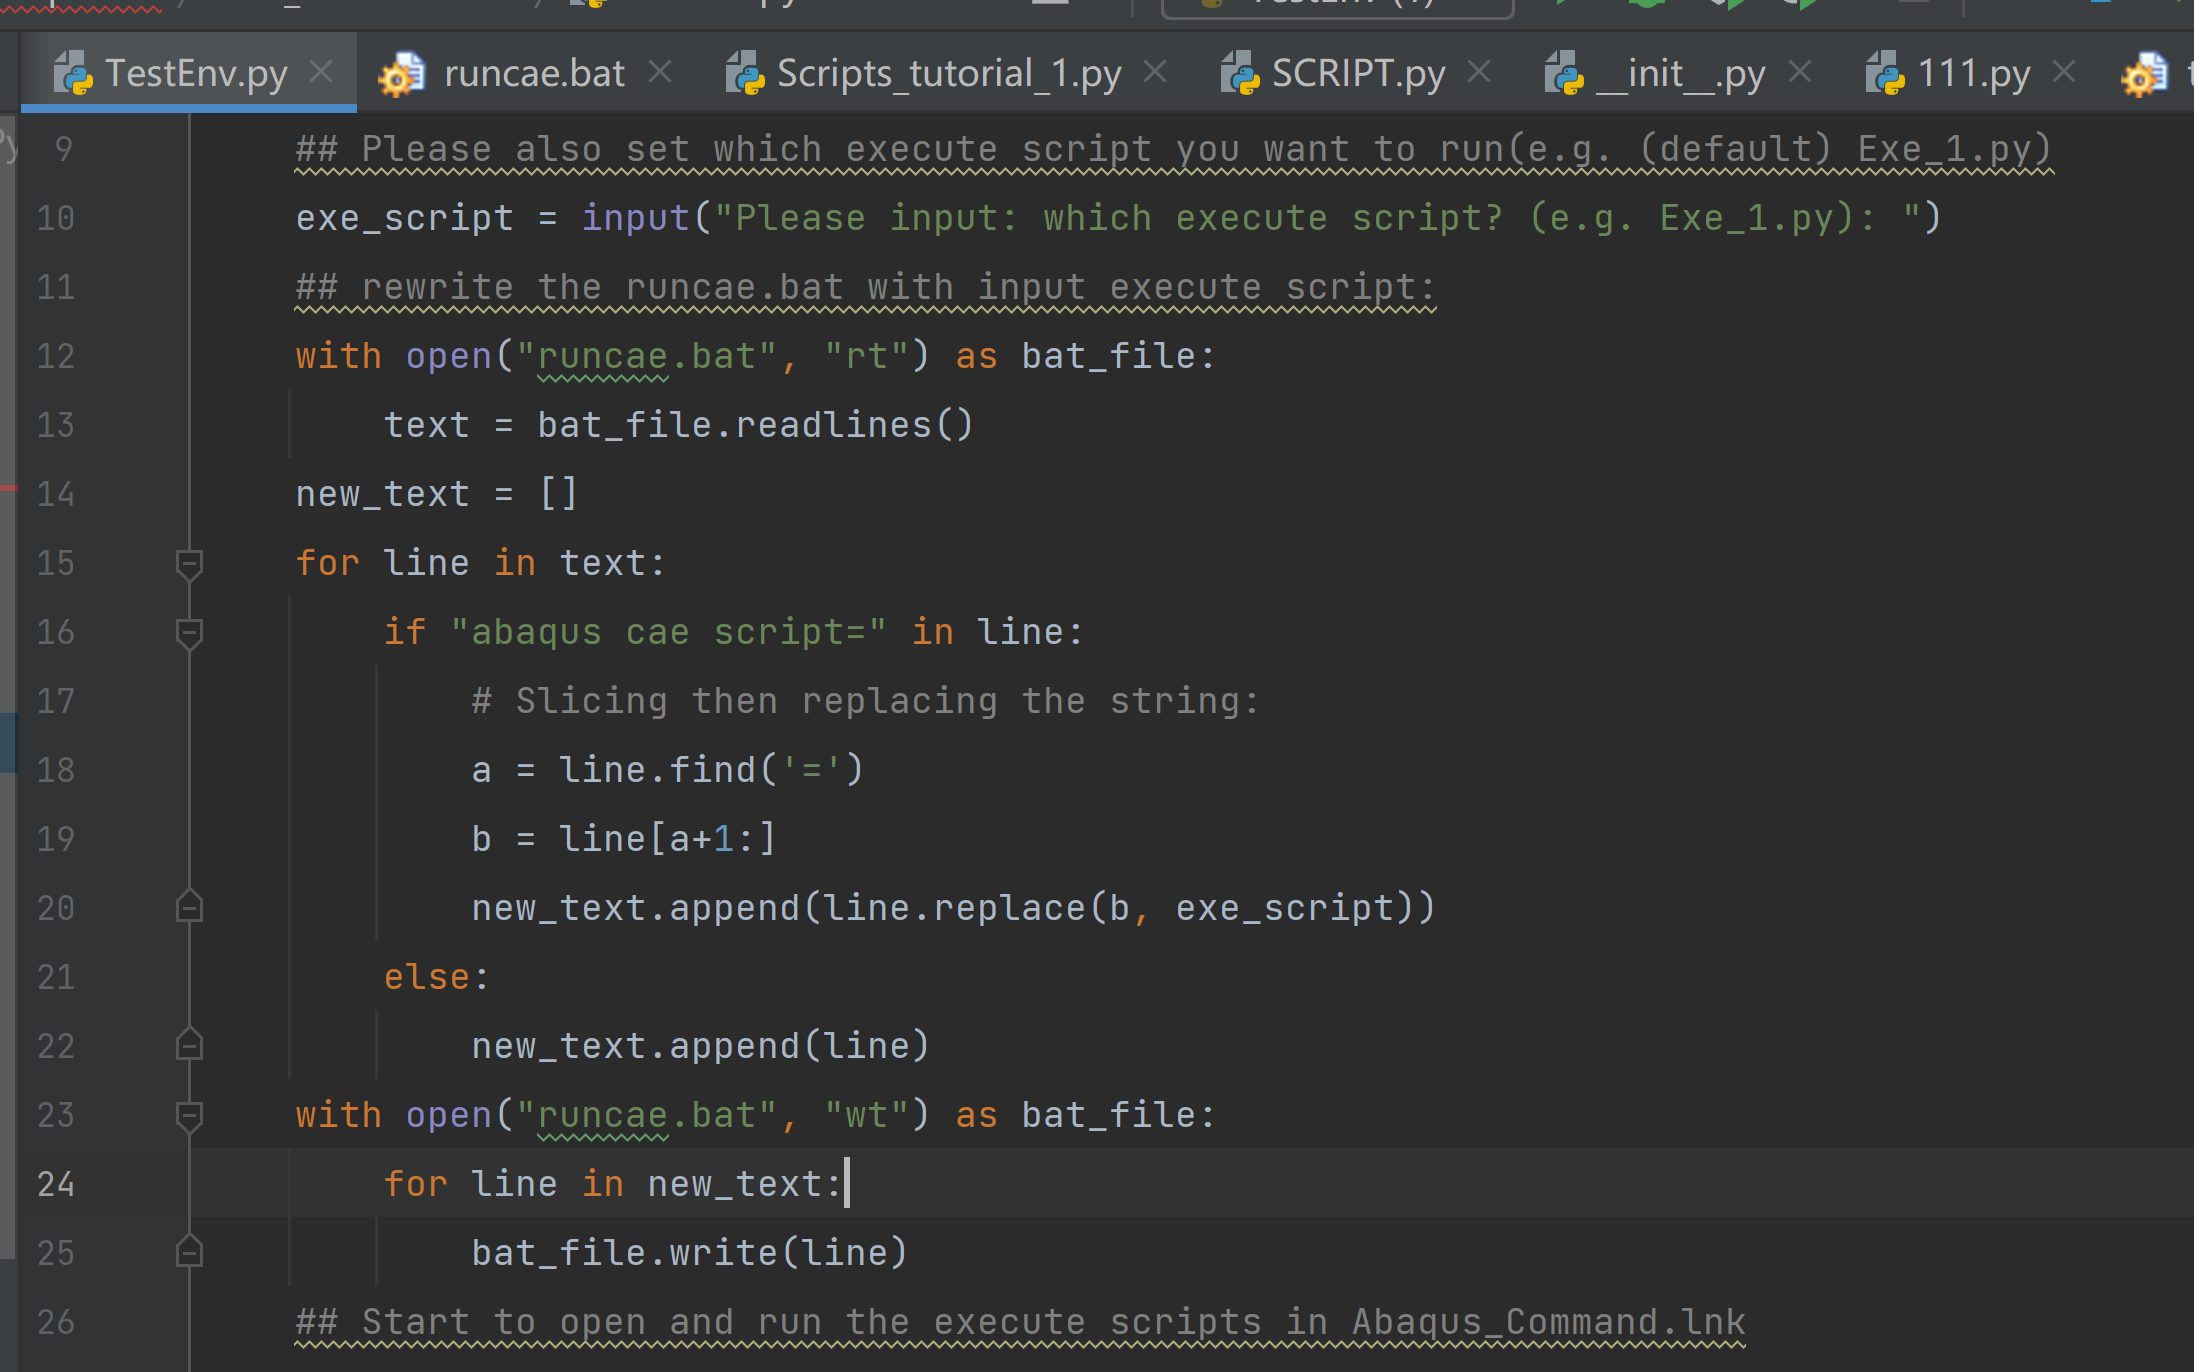 TestEnv.py runcae.bat Scripts_tutorial_1.py SCRIPT.py __init__.py 111.py
9 ## Please also set which execute script you want to run(e.g. (default) Exe_1.py)
10 exe_script = input("Please input: which execute script? (e.g. Exe_1.py): ")
11 ## rewrite the runcae.bat with input execute script:
12 with open("runcae.bat", "rt") as bat_file:
13 text = bat_file.readlines()
14 new_text = []
15 for line in text:
16 if "abaqus cae script=" in line:
17 # Slicing then replacing the string:
18 a = line.find('=')
19 b = line[a+1:]
20 new_text.append(line.replace(b, exe_script))
21 else:
22 new_text.append(line)
23 with open("runcae.bat", "wt") as bat_file:
24 for line in new_text:
25 bat_file.write(line)
26 ## Start to open and run the execute scripts in Abaqus_Command.lnk